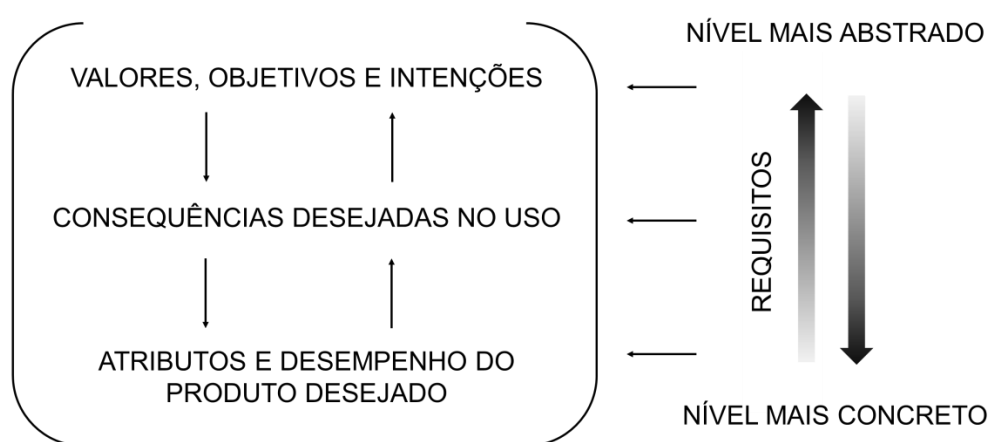 NÍVEL MAIS ABSTRADO
VALORES, OBJETIVOS E INTENÇÕES
CONSEQUÊNCIAS DESEJADAS NO USO
REQUISITOS
ATRIBUTOS E DESEMPENHO DO
PRODUTO DESEJADO
NÍVEL MAIS CONCRETO